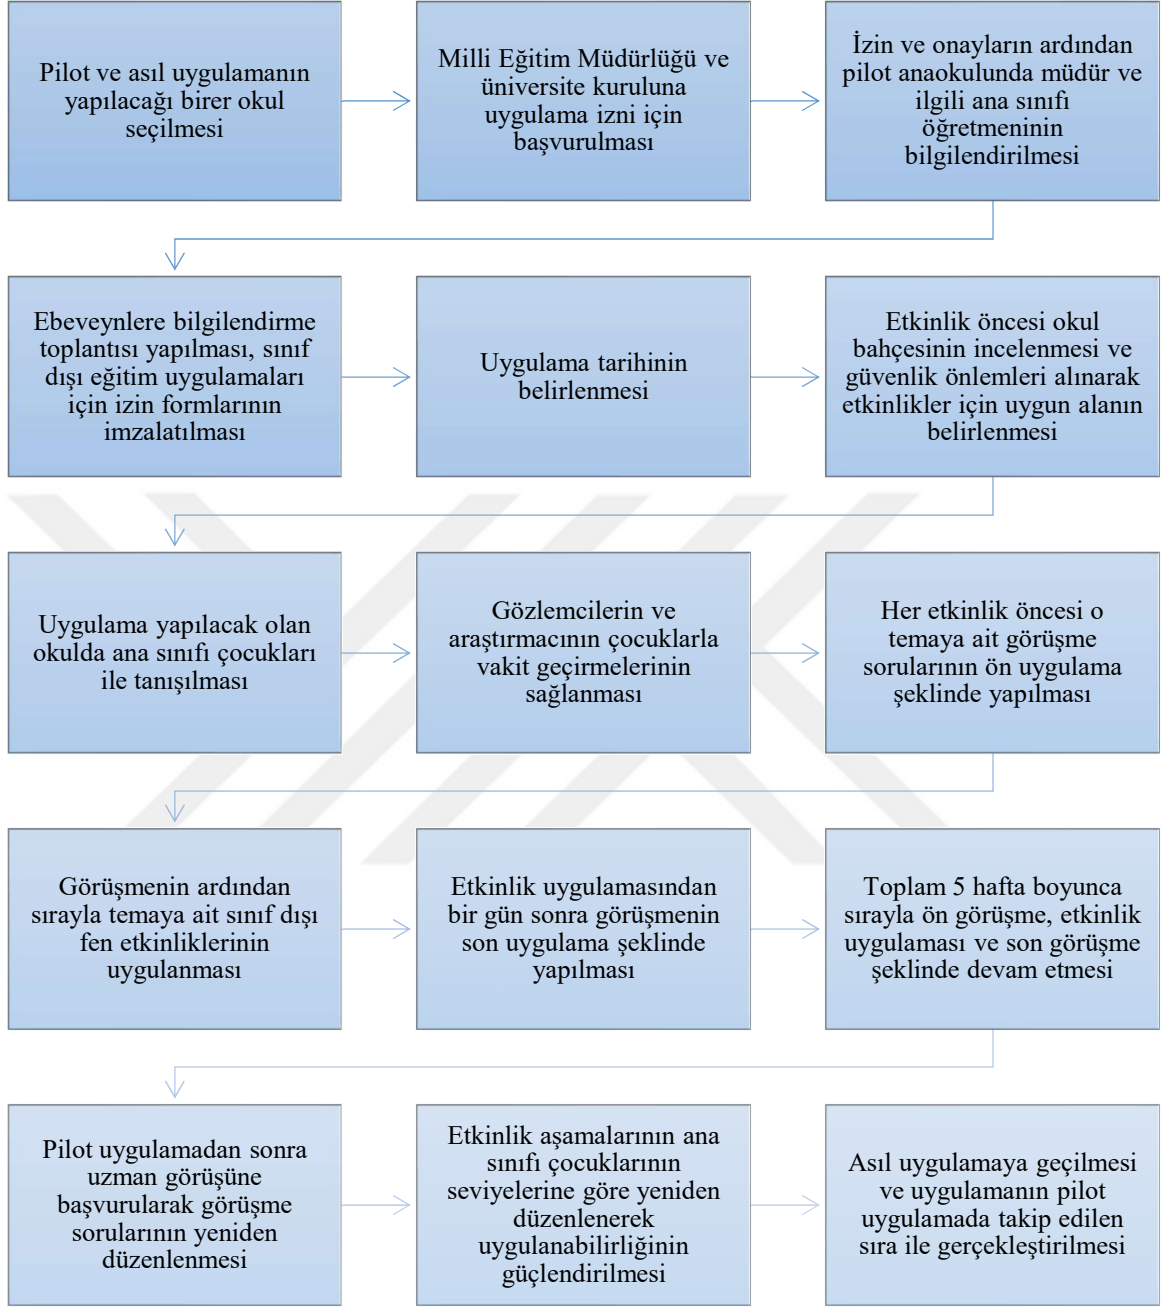 Pilot ve asıl uygulamanın
yapılacağı birer okul
seçilmesi
Milli Eğitim Müdürlüğü ve
üniversite kuruluna
uygulama izni için
başvurulması
İzin ve onayların ardından
pilot anaokulunda müdür ve
ilgili ana sınıfı
öğretmeninin
bilgilendirilmesi
Ebeveynlere bilgilendirme
toplantısı yapılması, sınıf
dışı eğitim uygulamaları
için izin formlarının
imzalatılması
Uygulama tarihinin
belirlenmesi
Etkinlik öncesi okul
bahçesinin incelenmesi ve
güvenlik önlemleri alınarak
etkinlikler için uygun alanın
belirlenmesi
Uygulama yapılacak olan
okulda ana sınıfı çocukları
ile tanışılması
Gözlemcilerin ve
araştırmacının çocuklarla
vakit geçirmelerinin
sağlanması
Her etkinlik öncesi o
temaya ait görüşme
sorularının ön uygulama
şeklinde yapılması
Görüşmenin ardından
sırayla temaya ait sınıf dışı
fen etkinliklerinin
uygulanması
Etkinlik uygulamasından
bir gün sonra görüşmenin
son uygulama şeklinde
yapılması
Toplam 5 hafta boyunca
sırayla ön görüşme, etkinlik
uygulaması ve son görüşme
şeklinde devam etmesi
Pilot uygulamadan sonra
uzman görüşüne
başvurularak görüşme
sorularının yeniden
düzenlenmesi
Etkinlik aşamalarının ana
sınıfı çocuklarının
seviyelerine göre yeniden
düzenlenerek
uygulanabilirliğinin
güçlendirilmesi
Asıl uygulamaya geçilmesi
ve uygulamanın pilot
uygulamada takip edilen
sıra ile gerçekleştirilmesi